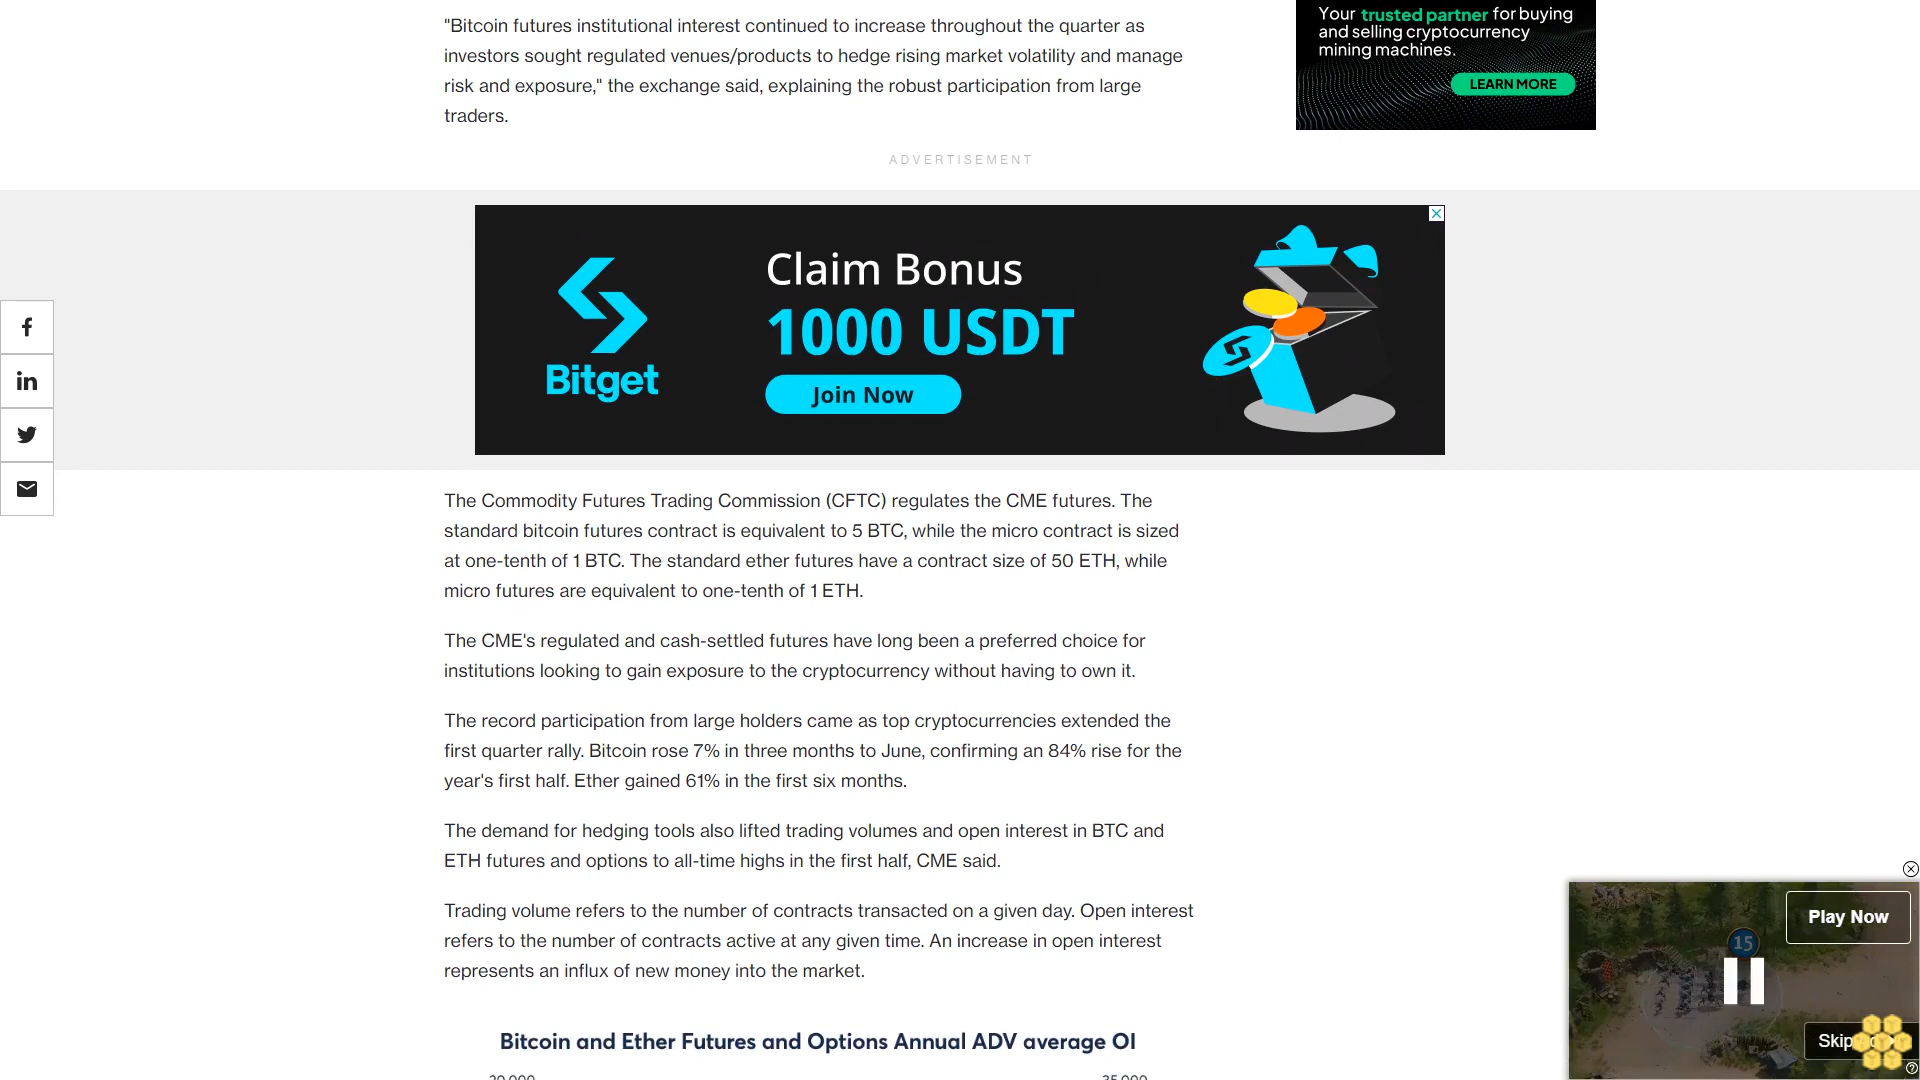 "Bitcoin futures institutional interest continued to increase throughout the quarter as
investors sought regulated venues/products to hedge rising market volatility and manage
risk and exposure," the exchange said, explaining the robust participation from large
traders.
Your trusted partner for buying
and selling cryptocurrency
mining machines.
LEARN MORE
ADVERTISEMENT
Bitget
Claim Bonus
1000 USDT
Join Now
The Commodity Futures Trading Commission (CFTC) regulates the CME futures. The
standard bitcoin futures contract is equivalent to 5 BTC, while the micro contract is sized
at one-tenth of 1 BTC. The standard ether futures have a contract size of 50 ETH, while
micro futures are equivalent to one-tenth of 1 ETH.
The CME's regulated and cash-settled futures have long been a preferred choice for
institutions looking to gain exposure to the cryptocurrency without having to own it.
The record participation from large holders came as top cryptocurrencies extended the
first quarter rally. Bitcoin rose 7% in three months to June, confirming an 84% rise for the
year's first half. Ether gained 61% in the first six months.
The demand for hedging tools also lifted trading volumes and open interest in BTC and
ETH futures and options to all-time highs in the first half, CME said.
Trading volume refers to the number of contracts transacted on a given day. Open interest
refers to the number of contracts active at any given time. An increase in open interest
represents an influx of new money into the market.
Play Now
15
Skip
Bitcoin and Ether Futures and Options Annual ADV average OI